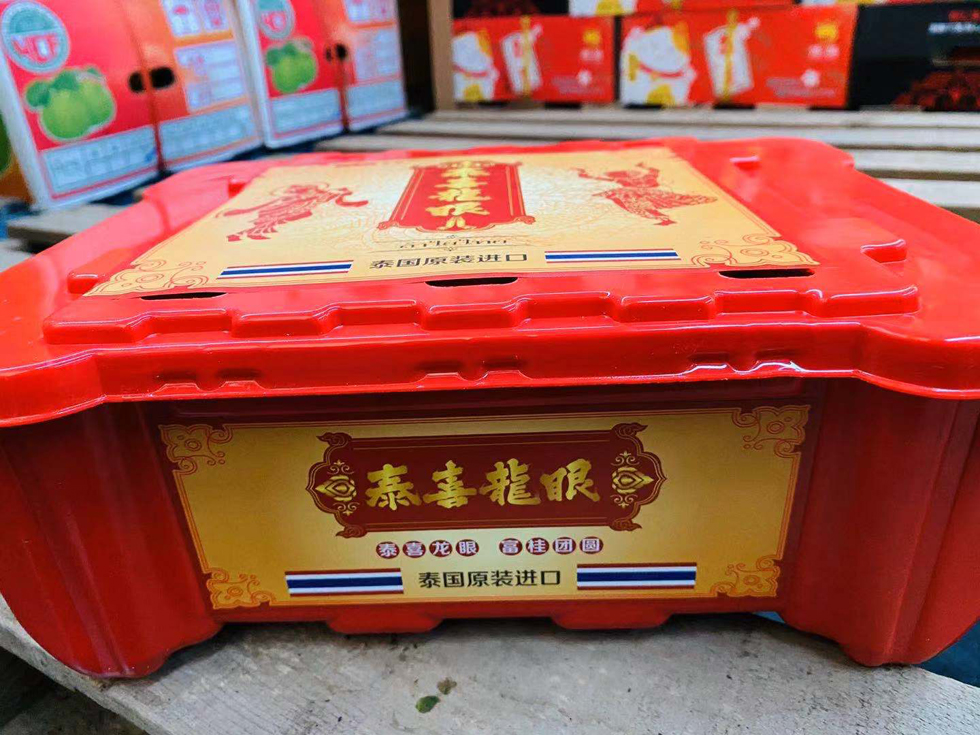 泰喜龍眼
泰国原装进口
泰喜龍眼
泰喜龙眼 富桂团圆
泰国原装进口